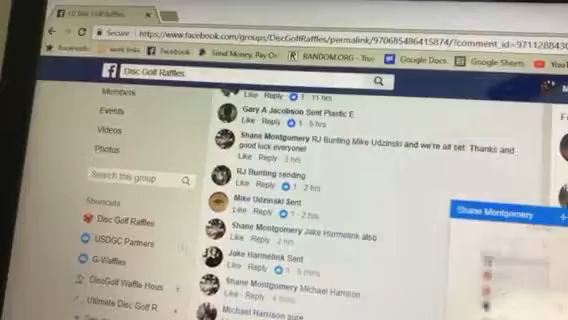 (1) Disc Golf Raffles
Secure https://www.facebook.com/groups/DiscGolfRaffles/permalink/970685486415874/?comment_id=9711288430
Bookmarks work links Facebook Send Money, Pay On RANDOM.ORG - True Google Docs Google Sheets You
Disc Golf Raffles
M
Members
Events
Videos
Photos
Search this group
Shortcuts
Disc Golf Raffles
USDGC Partners
G-Waffles
DiscGolf Waffle Hous
Ultimate Disc Golf R
Like · Reply · 1 · 11 hrs
Gary A Jacobson Sent Plastic E
Like · Reply · 1 · 5 hrs
Shane Montgomery RJ Bunting Mike Udzinski and we're all set. Thanks and
good luck everyone!
Like · Reply · 3 hrs
RJ Bunting sending
Like · Reply · 1 · 2 hrs
Mike Udzinski Sent
Like · Reply · 1 · 2 hrs
Shane Montgomery Jake Harmelink also
Like · Reply · 2 hrs
Jake Harmelink Sent
Like · Reply · 1 ·
Shane Montgomery Michael Harrison
Like · Reply ·
Michael Harrison sure
Shane Montgomery